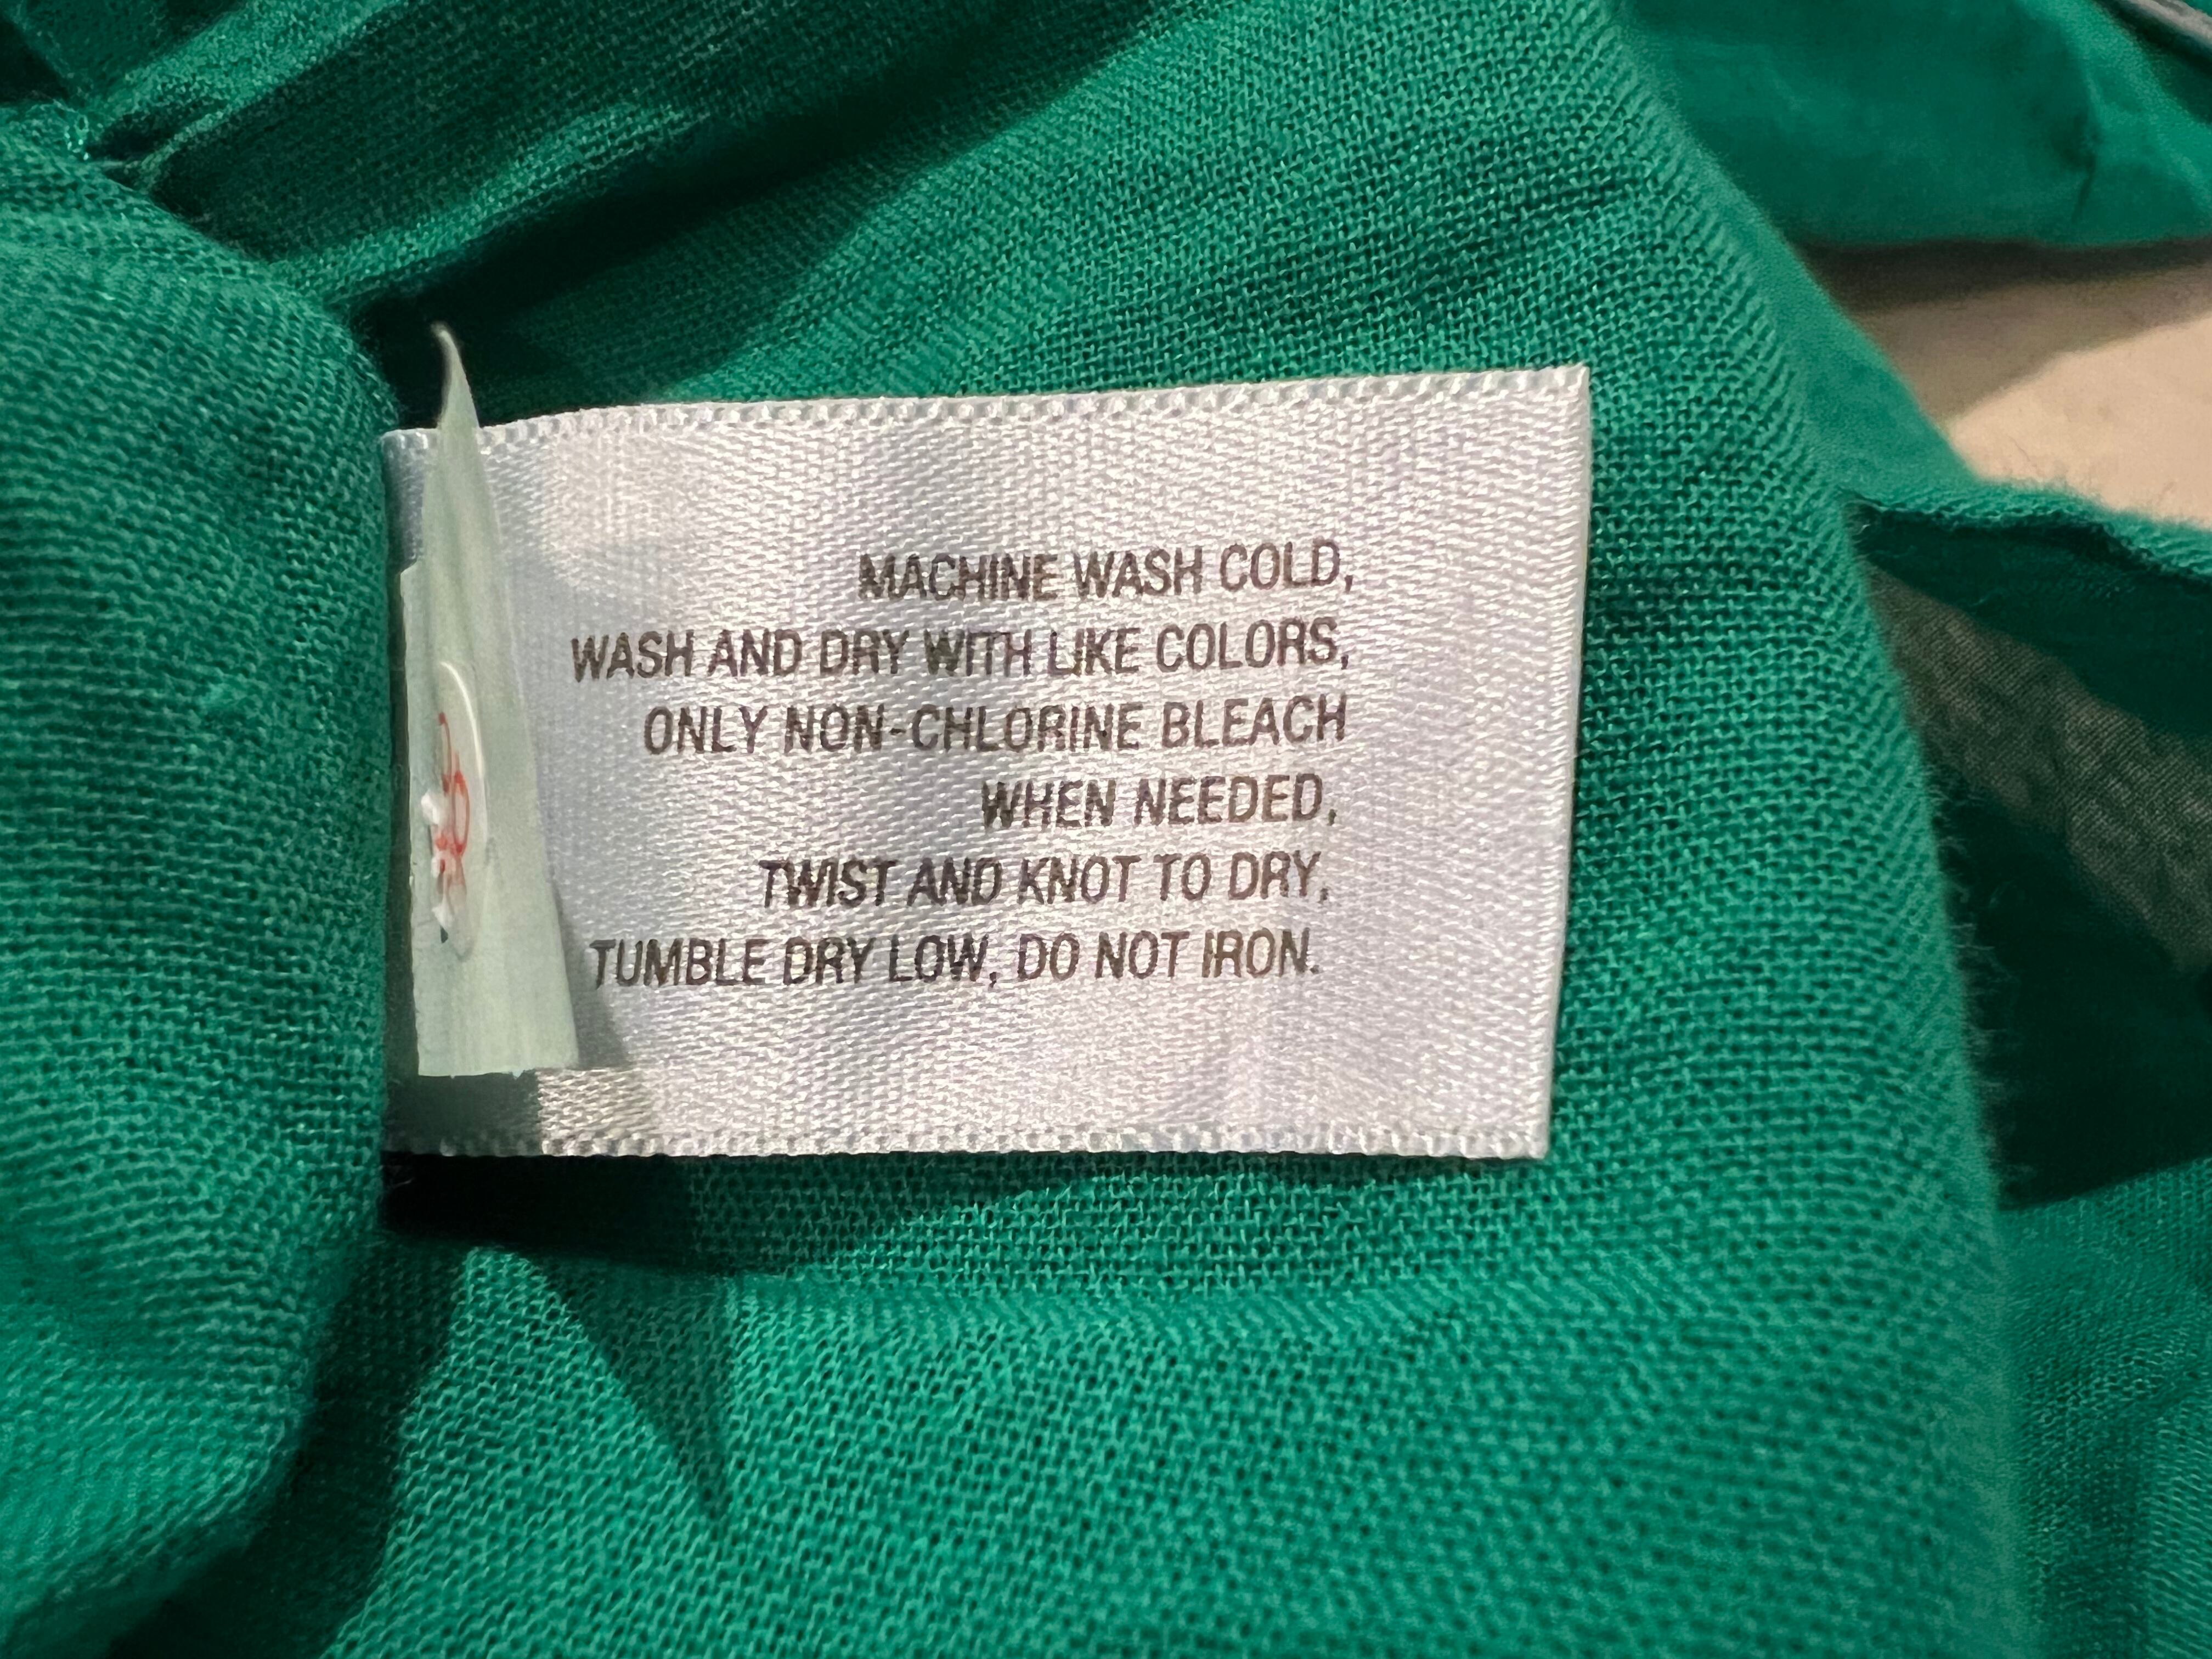 MACHINE WASH COLD,
WASH AND DRY WITH LIKE COLORS,
ONLY NON-CHLORINE BLEACH
WHEN NEEDED,
TWIST AND KNOT TO DRY,
TUMBLE DRY LOW, DO NOT IRON.